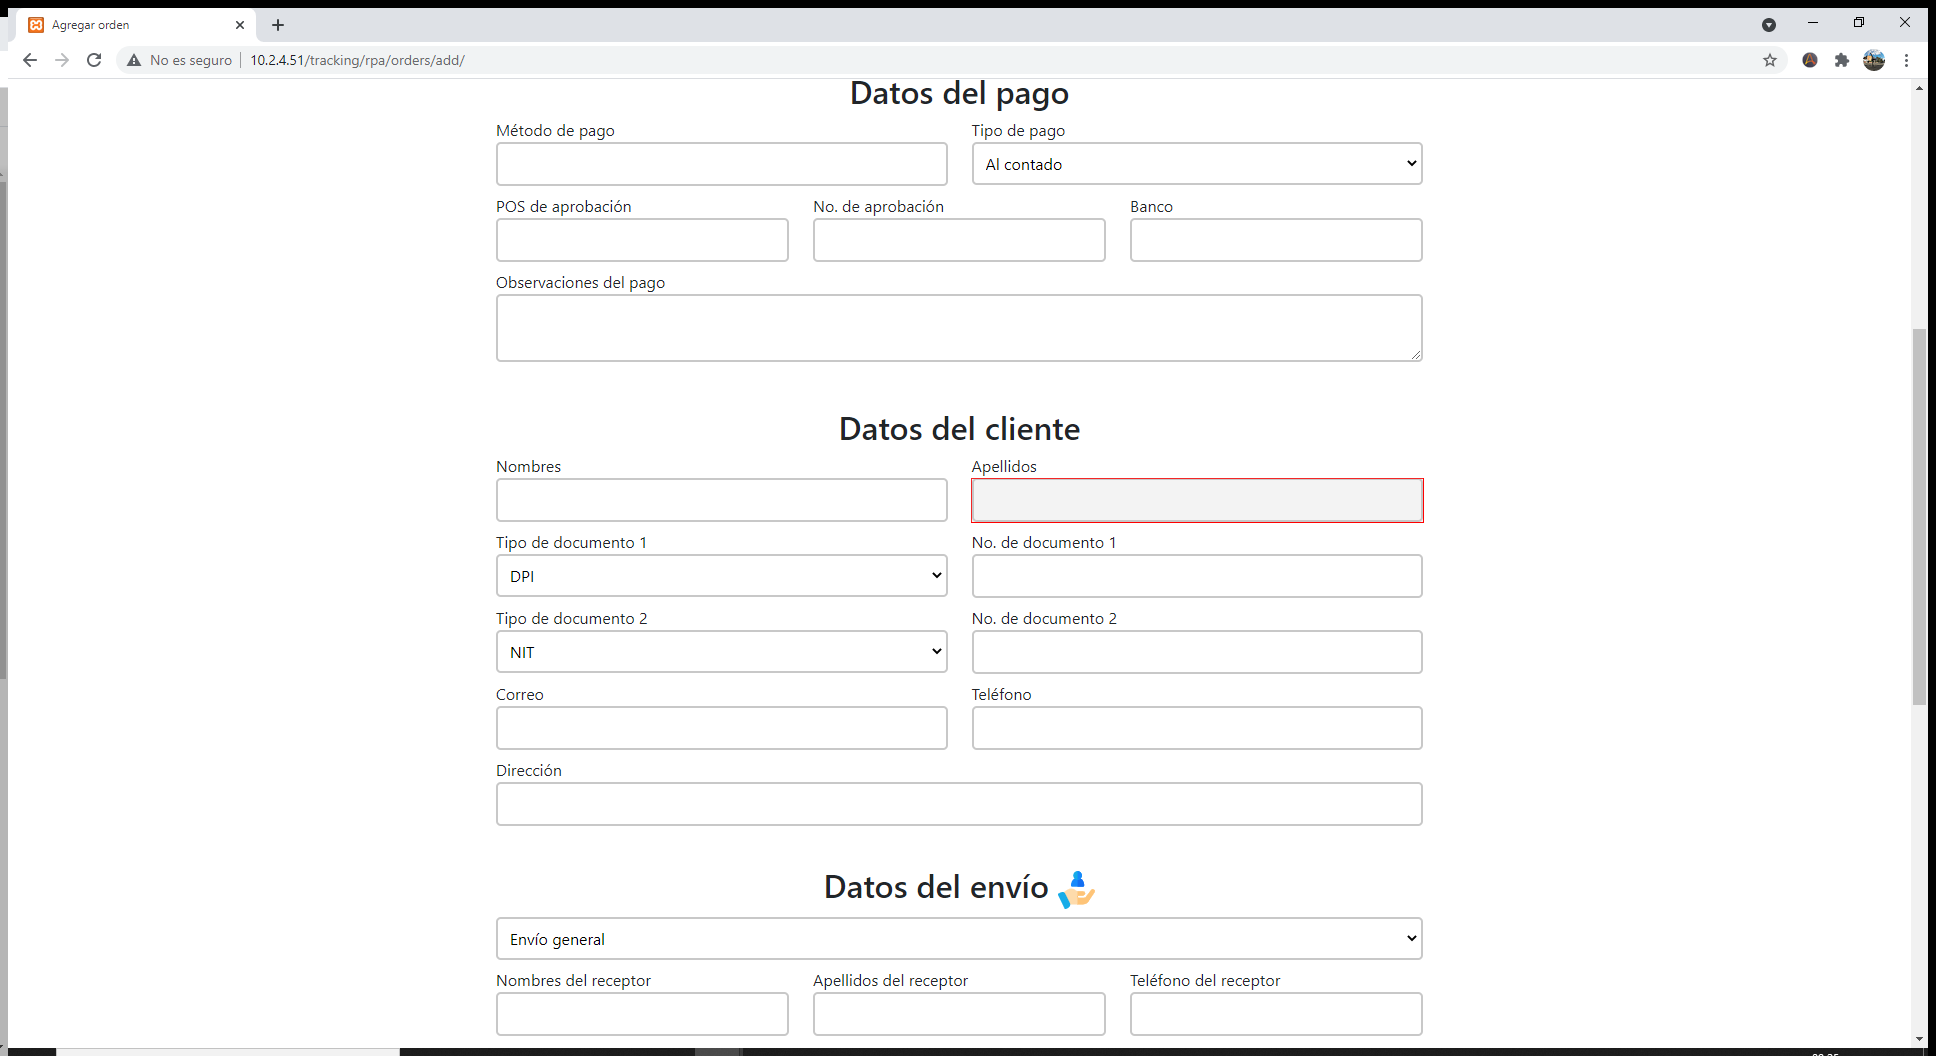 Agregar orden
No es seguro 10.2.4.51/tracking/rpa/orders/add/
Datos del pago
Método de pago Tipo de pago
Al contado
POS de aprobación No. de aprobación Banco
Observaciones del pago
Datos del cliente
Nombres Apellidos
Tipo de documento 1 No. de documento 1
DPI
Tipo de documento 2 No. de documento 2
NIT
Correo Teléfono
Dirección
Datos del envío
Envío general
Nombres del receptor Apellidos del receptor Teléfono del receptor